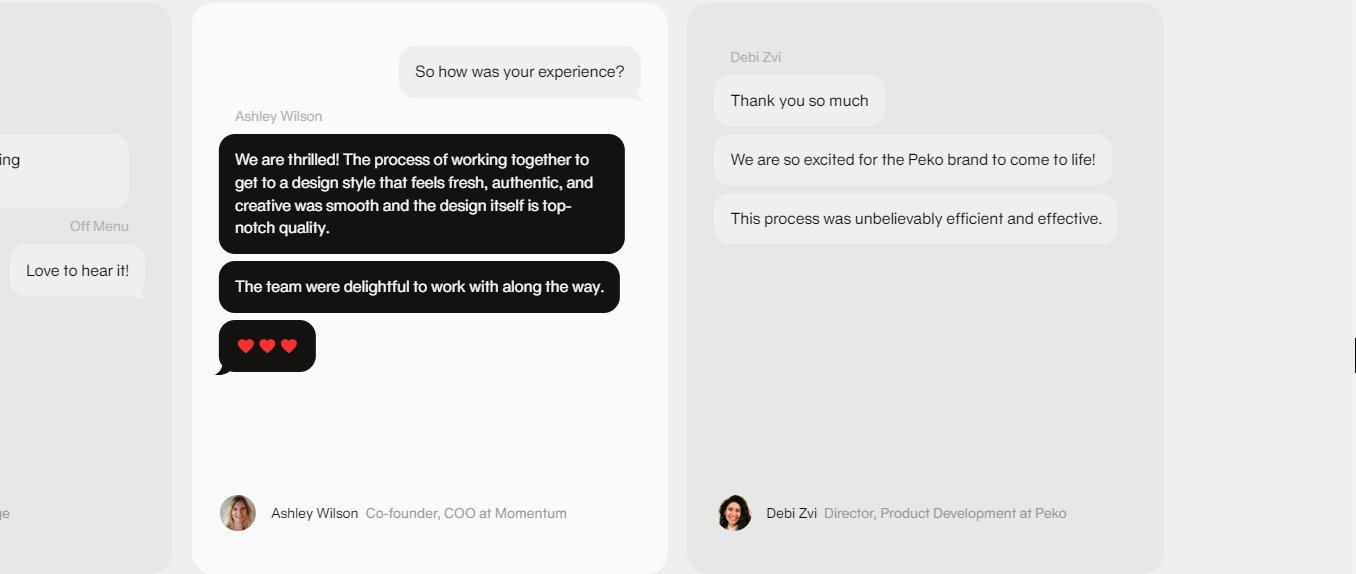 ing
Off Menu
Love to hear it!
ge
So how was your experience?
Ashley Wilson
We are thrilled! The process of working together to
get to a design style that feels fresh, authentic, and
creative was smooth and the design itself is top-
notch quality.
The team were delightful to work with along the way.
Ashley Wilson Co-founder, COO at Momentum
Debi Zvi
Thank you so much
We are so excited for the Peko brand to come to life!
This process was unbelievably efficient and effective.
Debi Zvi Director, Product Development at Peko